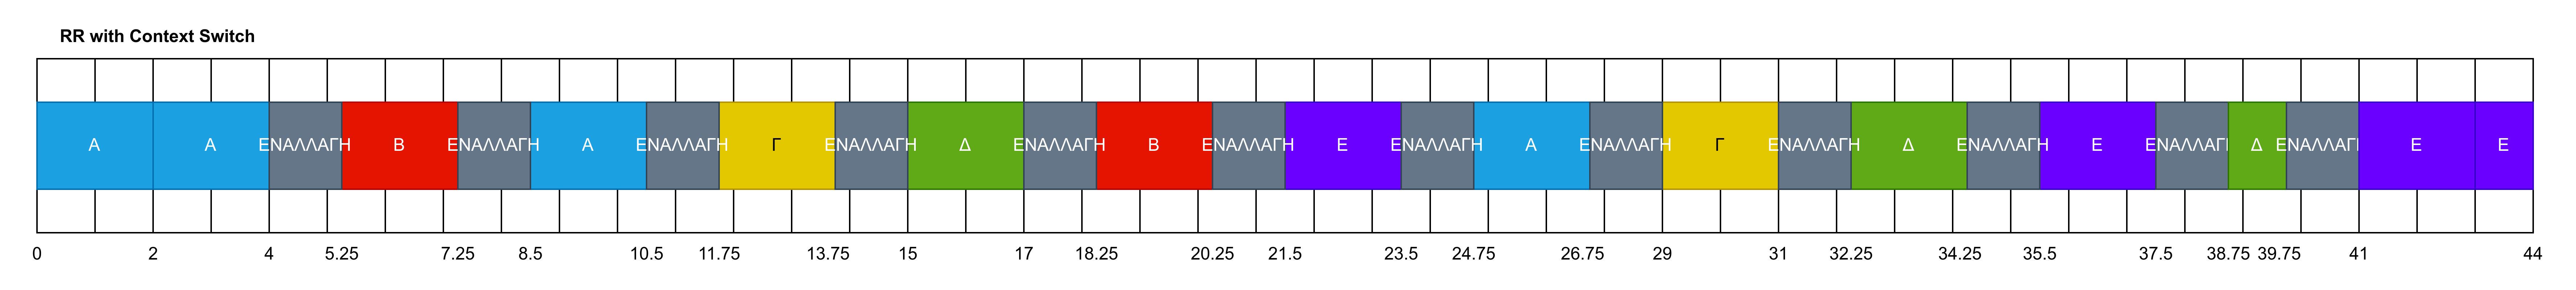 RR with Context Switch
Α Α ΕΝΑΛΛΑΓΗ Β ΕΝΑΛΛΑΓΗ Α ΕΝΑΛΛΑΓΗ Γ ΕΝΑΛΛΑΓΗ Δ ΕΝΑΛΛΑΓΗ Β ΕΝΑΛΛΑΓΗ Ε ΕΝΑΛΛΑΓΗ Α ΕΝΑΛΛΑΓΗ Γ ΕΝΑΛΛΑΓΗ Δ ΕΝΑΛΛΑΓΗ Ε ΕΝΑΛΛΑΓΗ Δ ΕΝΑΛΛΑΓΗ Ε Ε
0 2 4 5.25 7.25 8.5 10.5 11.75 13.75 15 17 18.25 20.25 21.5 23.5 24.75 26.75 29 31 32.25 34.25 35.5 37.5 38.75 39.75 41 44